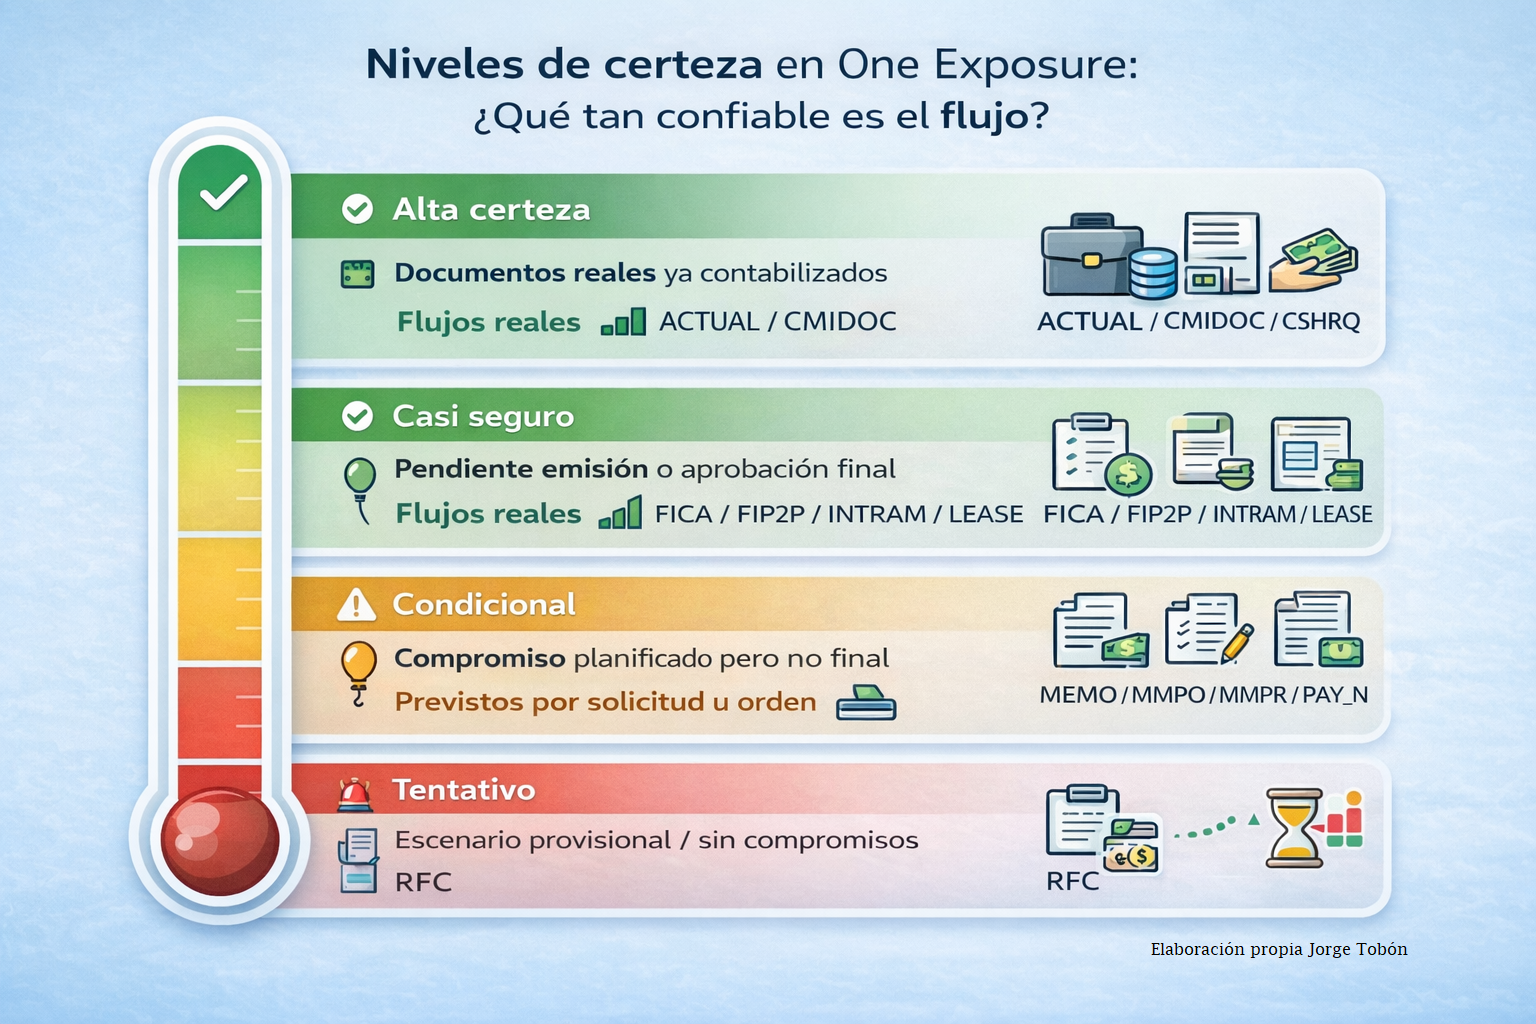 Niveles de certeza en One Exposure:
¿Qué tan confiable es el flujo?
Alta certeza
Documentos reales ya contabilizados
Flujos reales ACTUAL / CMIDOC
ACTUAL / CMIDOC / CSHRQ
Casi seguro
Pendiente emisión o aprobación final
Flujos reales FICA / FIP2P / INTRAM / LEASE
FICA / FIP2P / INTRAM / LEASE
Condicional
Compromiso planificado pero no final
Previstos por solicitud u orden
MEMO / MMPO / MMPR / PAY_N
Tentativo
Escenario provisional / sin compromisos
RFC
RFC
Elaboración propia Jorge Tobón